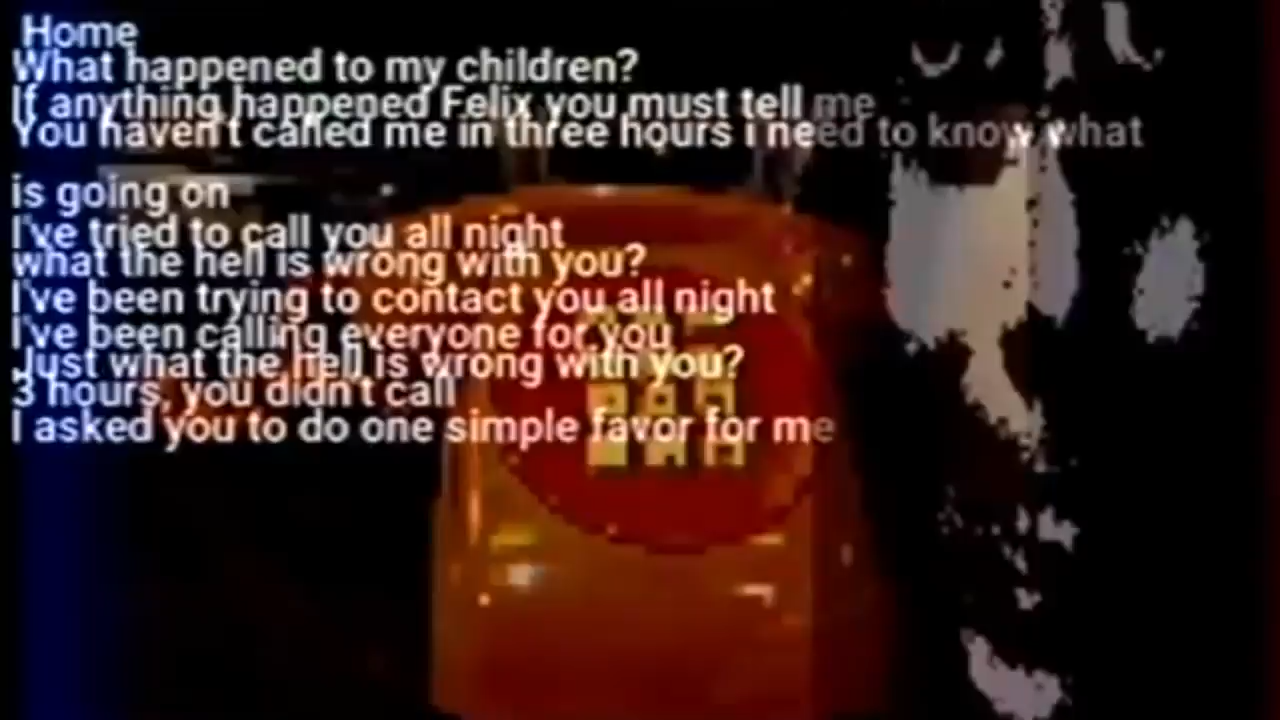 Home
What happened to my children?
If anything happened Felix you must tell me
You haven't called me in three hours i need to know what
is going on
I've tried to call you all night
what the hell is wrong with you?
I've been trying to contact you all night
I've been calling everyone for you
Just what the hell is wrong with you?
3 hours, you didn't call
I asked you to do one simple favor for me